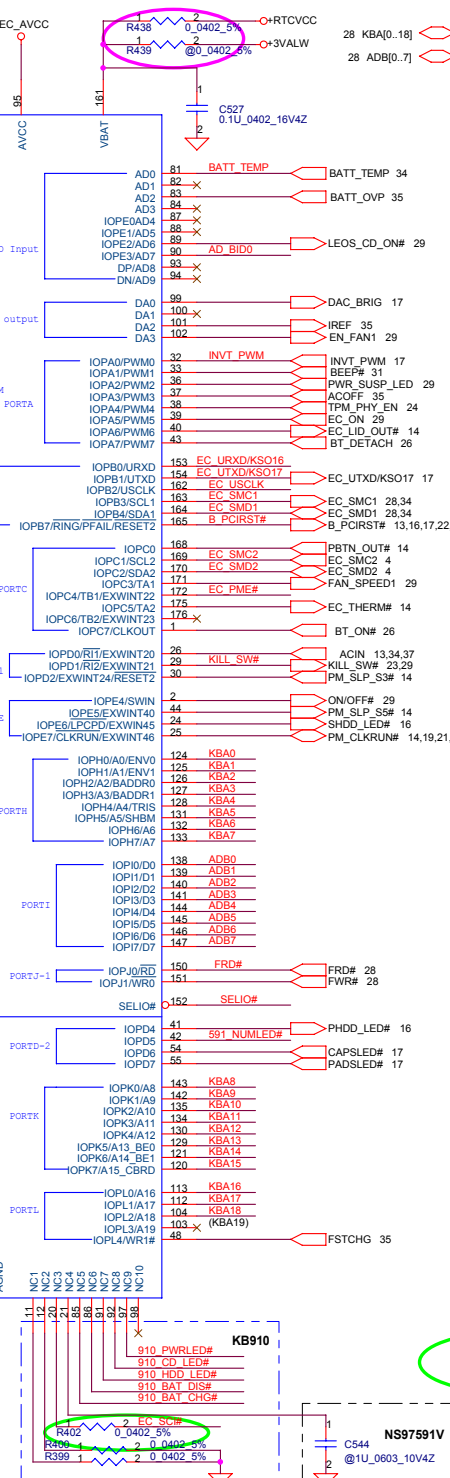 EC_AVCC
1 2
R438 0_0402_5%
+RTCVCC
1 2
R439 @0_0402_5%
+3VALW
28 KBA[0..18]
28 ADB[0..7]
95
161
1
C527
0.1U_0402_16V4Z
2
AVCC
VBAT
AD0 81 BATT_TEMP BATT_TEMP 34
AD1 82
AD2 83 BATT_OVP 35
AD3 84
IOPE0AD4 87
IOPE1/AD5 88
IOPE2/AD6 89 LEOS_CD_ON# 29
Input
IOPE3/AD7 90 AD_BID0
DP/AD8 93
DN/AD9 94
DA0 99 DAC_BRIG 17
DA1 100
output
DA2 101 IREF 35
DA3 102 EN_FAN1 29
IOPA0/PWM0 32 INVT_PWM INVT_PWM 17
IOPA1/PWM1 33 BEEP# 31
IOPA2/PWM2 36 PWR_SUSP_LED 29
M
IOPA3/PWM3 37 ACOFF 35
PORTA
IOPA4/PWM4 38 TPM_PHY_EN 24
IOPA5/PWM5 39 EC_ON 29
IOPA6/PWM6 40 EC_LID_OUT# 14
IOPA7/PWM7 43 BT_DETACH 26
IOPB0/URXD 153 EC_URXD/KSO16
IOPB1/UTXD 154 EC_UTXD/KSO17 EC_UTXD/KSO17 17
IOPB2/USCLK 162 EC_USCLK
IOPB3/SCL1 163 EC_SMC1 EC_SMC1 28,34
IOPB4/SDA1 164 EC_SMD1 EC_SMD1 28,34
IOPB7/RING/PFAIL/RESET2 165 B_PCIRST# B_PCIRST# 13,16,17,22
IOPC0 168 PBTN_OUT# 14
IOPC1/SCL2 169 EC_SMC2 EC_SMC2 4
IOPC2/SDA2 170 EC_SMD2 EC_SMD2 4
IOPC3/TA1 171 FAN_SPEED1 29
PORTC
IOPC4/TB1/EXWINT22 172 EC_PME#
IOPC5/TA2 175 EC_THERM# 14
IOPC6/TB2/EXWINT23 176
IOPC7/CLKOUT 1 BT_ON# 26
IOPD0/RI1/EXWINT20 26 ACIN 13,34,37
IOPD1/RI2/EXWINT21 29 KILL_SW# KILL_SW# 23,29
IOPD2/EXWINT24/RESET2 30 PM_SLP_S3# 14
IOPE4/SWIN 2 ON/OFF# 29
IOPE5/EXWINT40 44 PM_SLP_S5# 14
IOPE6/LPCPD/EXWIN45 24 SHDD_LED# 16
IOPE7/CLKRUN/EXWINT46 25 PM_CLKRUN# 14,19,21,
IOPH0/A0/ENV0 124 KBA0
IOPH1/A1/ENV1 125 KBA1
IOPH2/A2/BADDR0 126 KBA2
IOPH3/A3/BADDR1 127 KBA3
PORTH
IOPH4/A4/TRIS 128 KBA4
IOPH5/A5/SHBM 131 KBA5
IOPH6/A6 132 KBA6
IOPH7/A7 133 KBA7
IOPI0/D0 138 ADB0
IOPI1/D1 139 ADB1
IOPI2/D2 140 ADB2
PORTI
IOPI3/D3 141 ADB3
IOPI4/D4 144 ADB4
IOPI5/D5 145 ADB5
IOPI6/D6 146 ADB6
IOPI7/D7 147 ADB7
PORTJ-1
IOPJ0/RD 150 FRD# FRD# 28
IOPJ1/WR0 151 FWR# 28
SELIO# 152 SELIO#
IOPD4 41 PHDD_LED# 16
IOPD5 42 591_NUMLED#
PORTD-2
IOPD6 54 CAPSLED# 17
IOPD7 55 PADSLED# 17
IOPK0/A8 143 KBA8
IOPK1/A9 142 KBA9
IOPK2/A10 135 KBA10
PORTK
IOPK3/A11 134 KBA11
IOPK4/A12 130 KBA12
IOPK5/A13_BE0 129 KBA13
IOPK6/A14_BE1 121 KBA14
IOPK7/A15_CBRD 120 KBA15
IOPL0/A16 113 KBA16
IOPL1/A17 112 KBA17
PORTL
IOPL2/A18 104 KBA18
IOPL3/A19 103 (KBA19)
IOPL4/WR1# 48 FSTCHG 35
AGND
NC1 NC2 NC3 NC4 NC5 NC6 NC7 NC8 NC9 NC10
11 12 20 21 85 86 91 92 97 98
KB910
910_PWRLED#
910_CD_LED#
910_HDD_LED#
910_BAT_DIS#
910_BAT_CHG#
1 2 EC_SCI#
R402 0_0402_5%
1 2
R400 0_0402_5%
1 2
R399 0_0402_5%
1
C544
@1U_0603_10V4Z
2
NS97591V